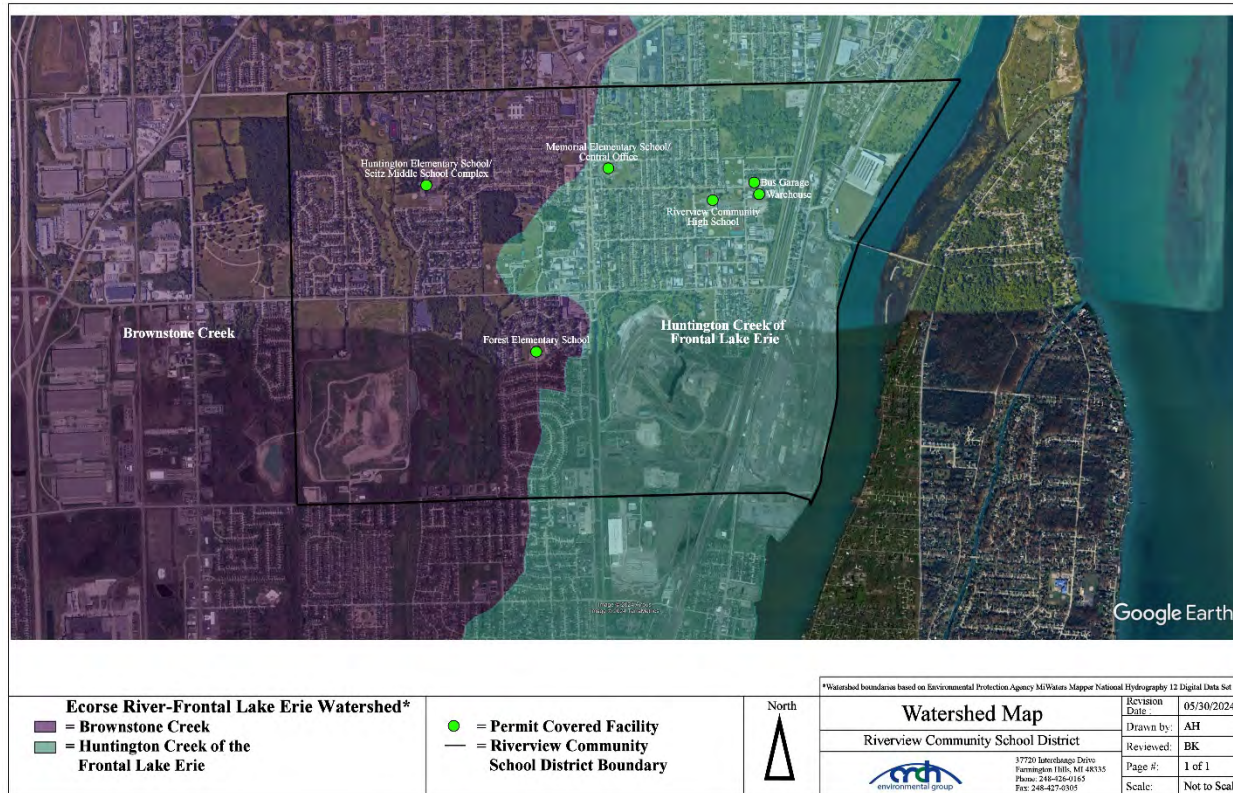 Huntington Elementary School/
Seitz Middle School Complex
Memorial Elementary School/
Central Office
Bus Garage
Warehouse
Riverview Community
High School
Brownstone Creek
Forest Elementary School
Huntington Creek of
Frontal Lake Erie
Google Earth
Ecorse River-Frontal Lake Erie Watershed*
= Brownstone Creek
= Huntington Creek of the
Frontal Lake Erie
= Permit Covered Facility
= Riverview Community
School District Boundary
North
*Watershed boundaries based on Environmental Protection Agency MiWaters Mapper National Hydrography 12 Digital Data Set
Watershed Map
Riverview Community School District
arch
environmental group
37720 Interchange Drive
Farmington Hills, MI 48335
Phone: 248-426-0165
Fax: 248-427-0305
Revision
Date : 05/30/2024
Drawn by: AH
Reviewed: BK
Page #: 1 of 1
Scale: Not to Scal